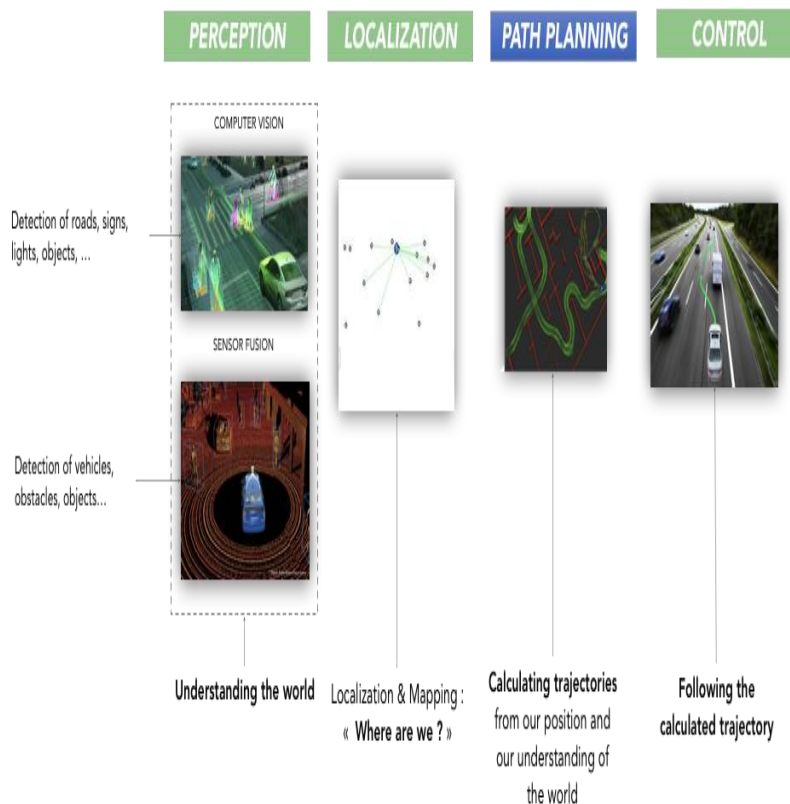 PERCEPTION
LOCALIZATION
PATH PLANNING
CONTROL
COMPUTER VISION
Detection of roads, signs,
lights, objects, ...
SENSOR FUSION
Detection of vehicles,
obstacles, objects...
Understanding the world
Localization & Mapping :
« Where are we ? »
Calculating trajectories
from our position and
our understanding of
the world
Following the
calculated trajectory